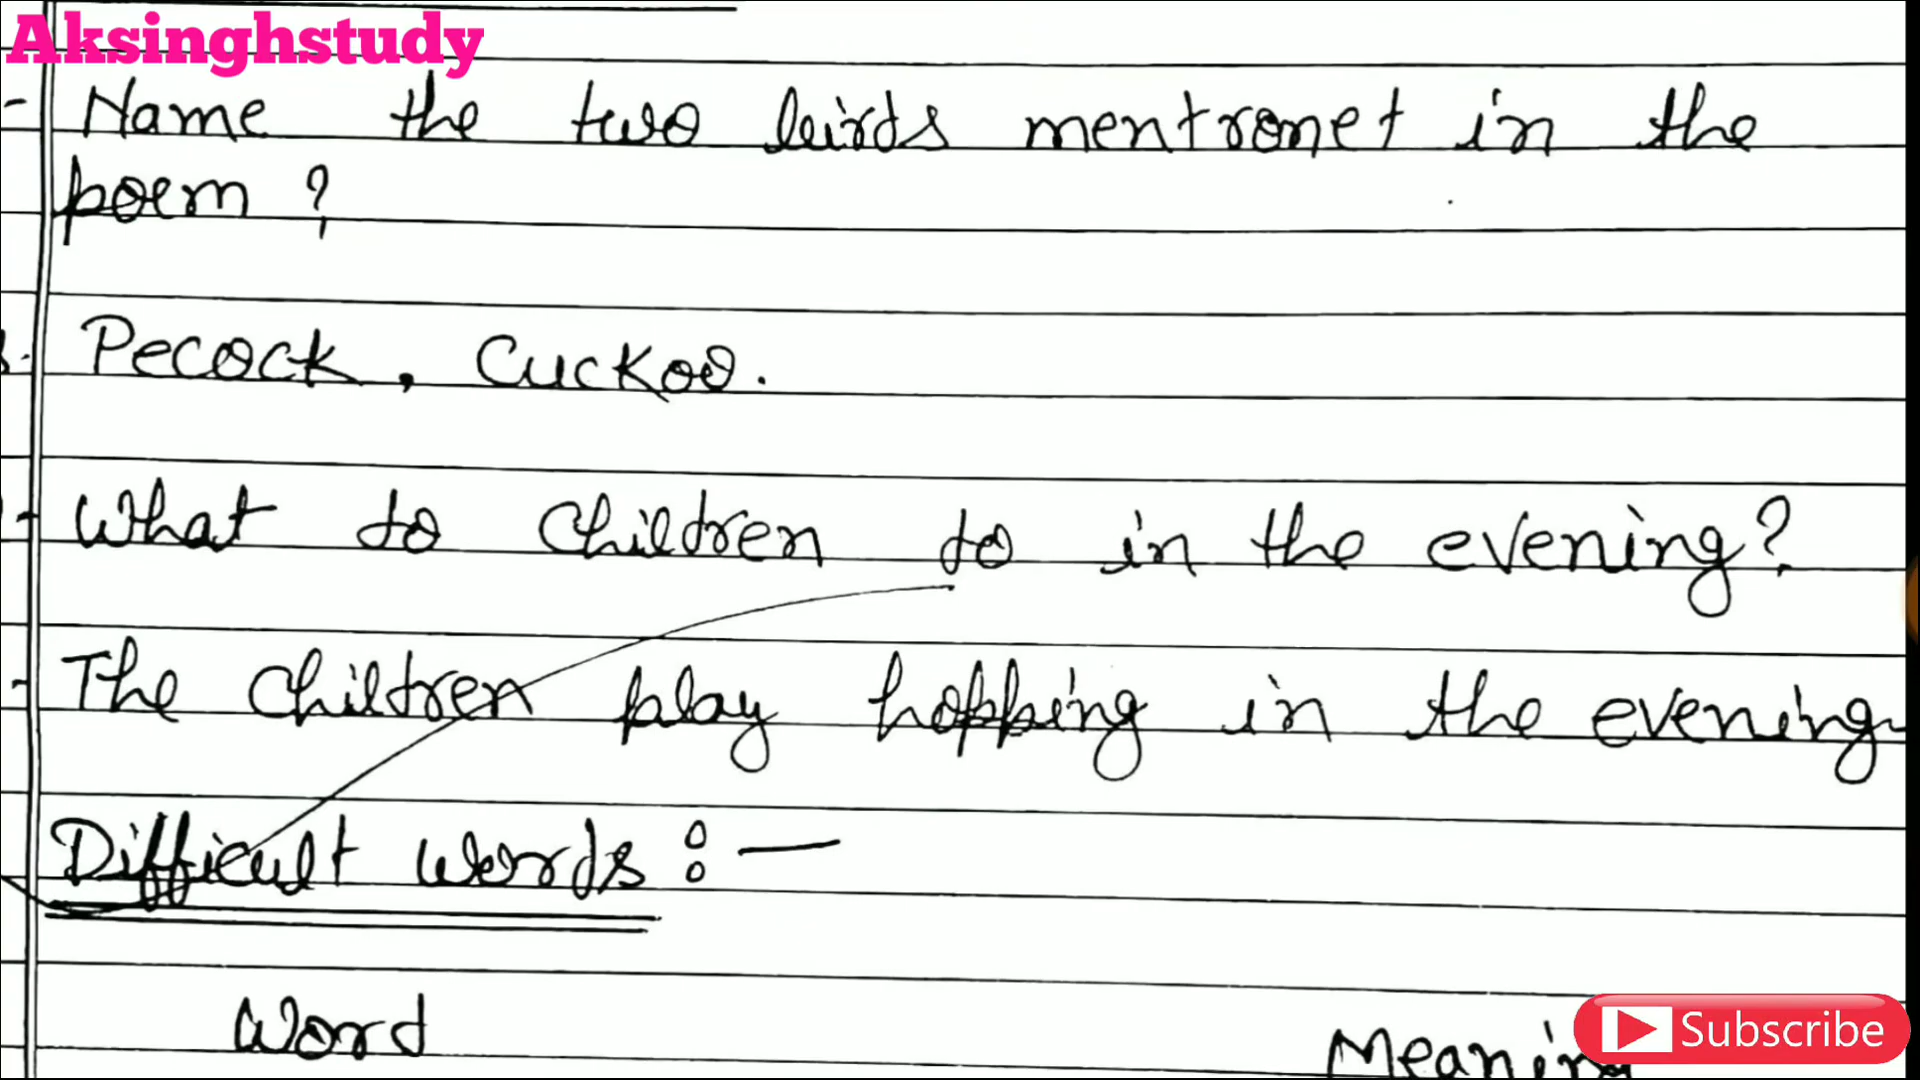 Aksinghstudy
- Name the two birds mentronet in the
poem ?
. Pecock, Cuckoo.
- What do children do in the evening?
- The children play hopping in the evening
Difficult words :-
Word
Meaning
Subscribe